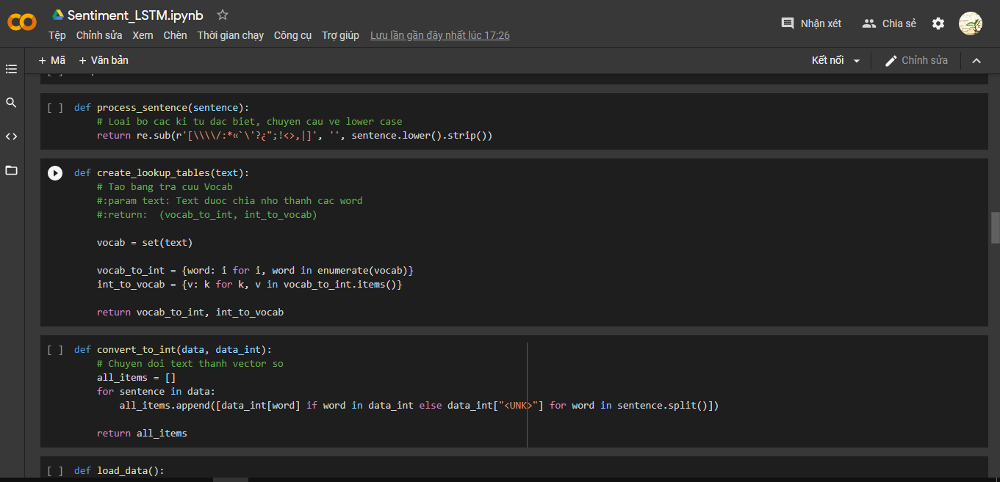 Sentiment_LSTM.ipynb
Tệp Chỉnh sửa Xem Chèn Thời gian chạy Công cụ Trợ giúp Lưu lần gần đây nhất lúc 17:26
Nhận xét Chia sẻ
+ Mã + Văn bản
Kết nối Chỉnh sửa
[ ] def process_sentence(sentence):
# Loai bo cac ki tu dac biet, chuyen cau ve lower case
return re.sub(r'[\\\\/:*«`\'?¿";!<>,|]', '', sentence.lower().strip())
def create_lookup_tables(text):
# Tao bang tra cuu Vocab
#:param text: Text duoc chia nho thanh cac word
#:return:  (vocab_to_int, int_to_vocab)
vocab = set(text)
vocab_to_int = {word: i for i, word in enumerate(vocab)}
int_to_vocab = {v: k for k, v in vocab_to_int.items()}
return vocab_to_int, int_to_vocab
[ ] def convert_to_int(data, data_int):
# Chuyen doi text thanh vector so
all_items = []
for sentence in data:
all_items.append([data_int[word] if word in data_int else data_int["<UNK>"] for word in sentence.split()])
return all_items
[ ] def load_data():